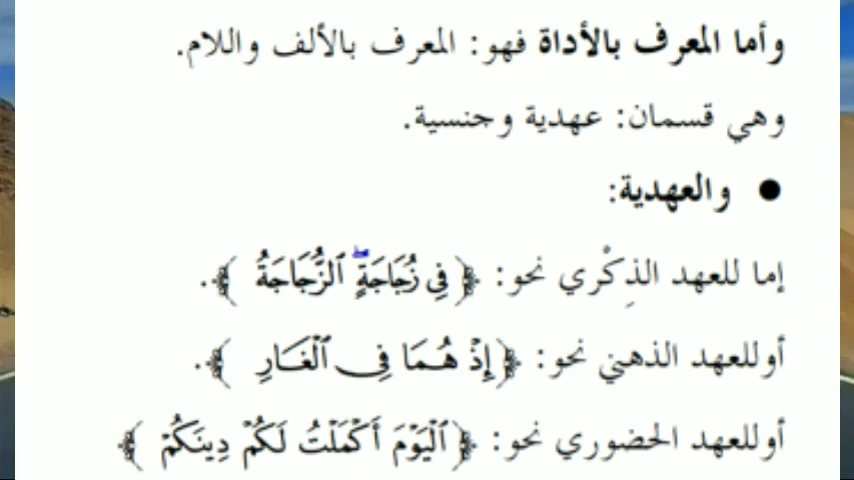 وأما المعرف بالأداة فهو: المعرف بالألف واللام.
وهي قسمان: عهدية وجنسية.
● والعهدية:
إما للعهد الذِكْري نحو: ﴿فِي زُجَاجَةٍ ۖ ٱلزُّجَاجَةُ ﴾.
أوللعهد الذهني نحو: ﴿إِذۡ هُمَا فِي ٱلۡغَارِ ﴾.
أوللعهد الحضوري نحو: ﴿ٱلۡيَوۡمَ أَكۡمَلۡتُ لَكُمۡ دِينَكُمۡ ﴾